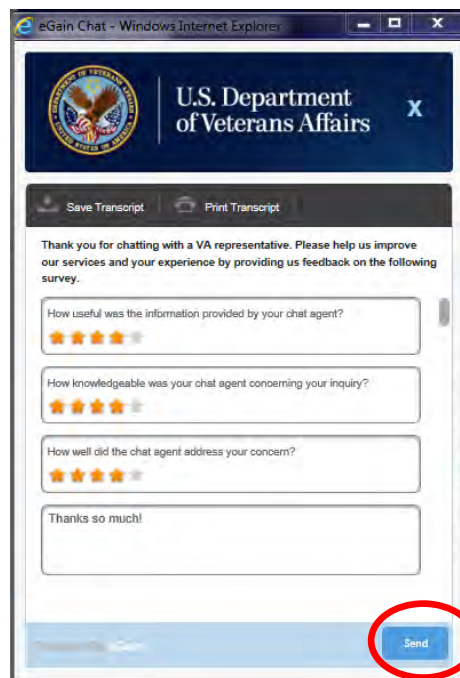 eGain Chat - Windows Internet Explorer
U.S. Department
of Veterans Affairs
X
Save Transcript
Print Transcript
Thank you for chatting with a VA representative. Please help us improve
our services and your experience by providing us feedback on the following
survey.
How useful was the information provided by your chat agent?
How knowledgeable was your chat agent concerning your inquiry?
How well did the chat agent address your concern?
Thanks so much!
Send